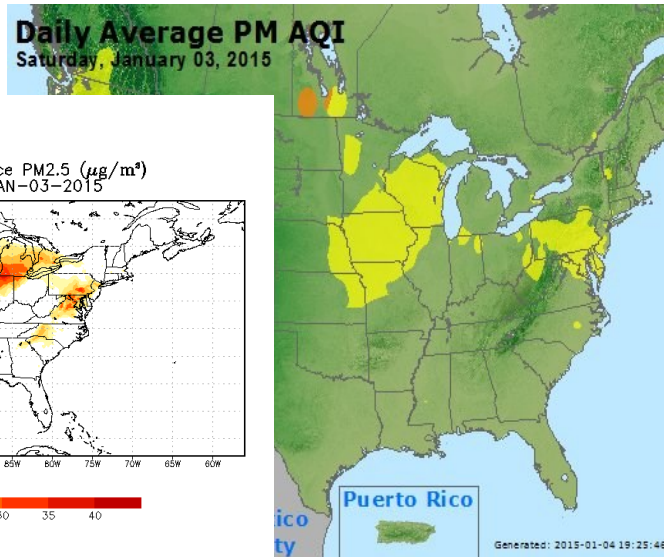 Daily Average PM AQI
Saturday, January 03, 2015
ce PM2.5 (μg/m³)
AN-03-2015
85W 80W 75W 70W 65W 60W
30 35 40
Puerto Rico
ico
ty
Generated: 2015-01-04 19:25:46